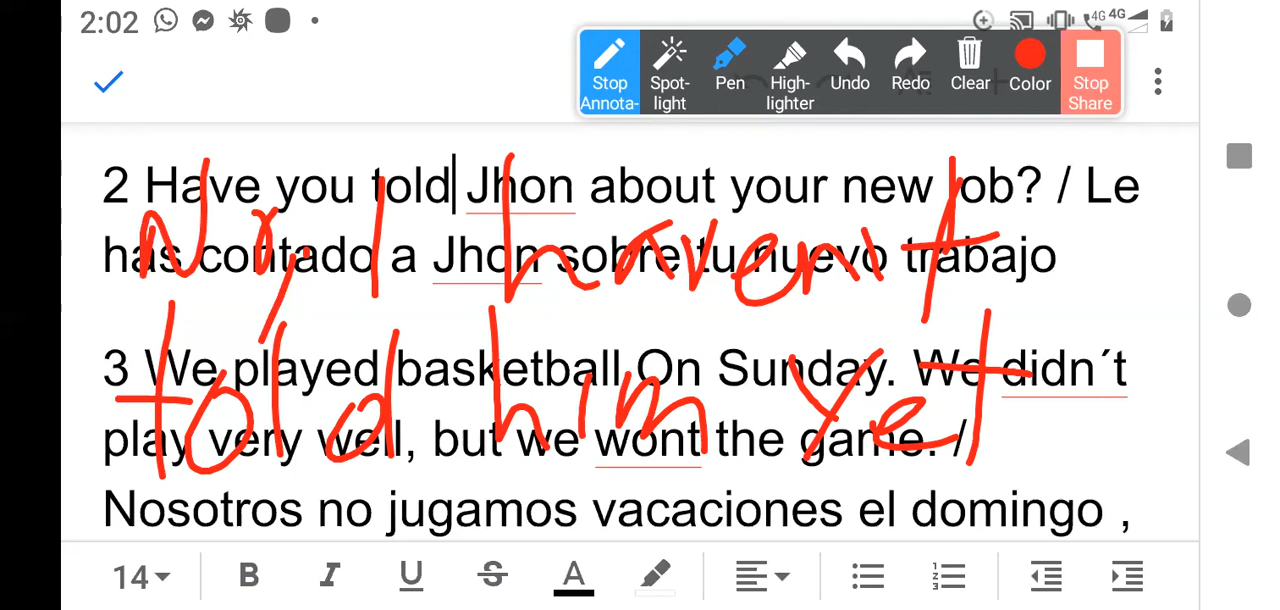 2:02
4G 4G
Stop Annota-
Spot-light
Pen
High-lighter
Undo
Redo
Clear
Color
Stop Share
2 Have you told Jhon about your new Job? / Le
No, I haven't
has contado a Jhon sobre tu nuevo trabajo
told him yet
3 We played basketball On Sunday. We didn´t
play very well, but we wont the game. /
Nosotros no jugamos vacaciones el domingo ,
14 B I U S A